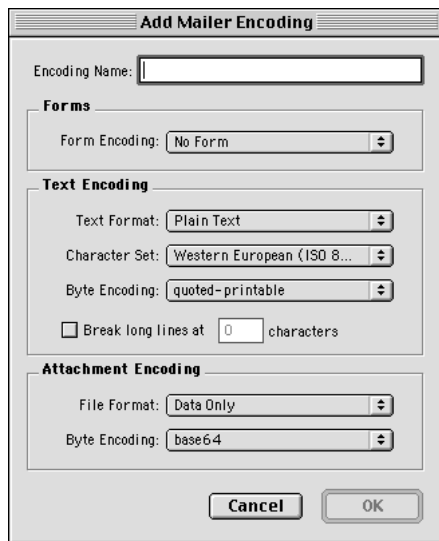 Add Mailer Encoding
Encoding Name:
Forms
Form Encoding: No Form
Text Encoding
Text Format: Plain Text
Character Set: Western European (ISO 8...
Byte Encoding: quoted-printable
Break long lines at 0 characters
Attachment Encoding
File Format: Data Only
Byte Encoding: base64
Cancel OK